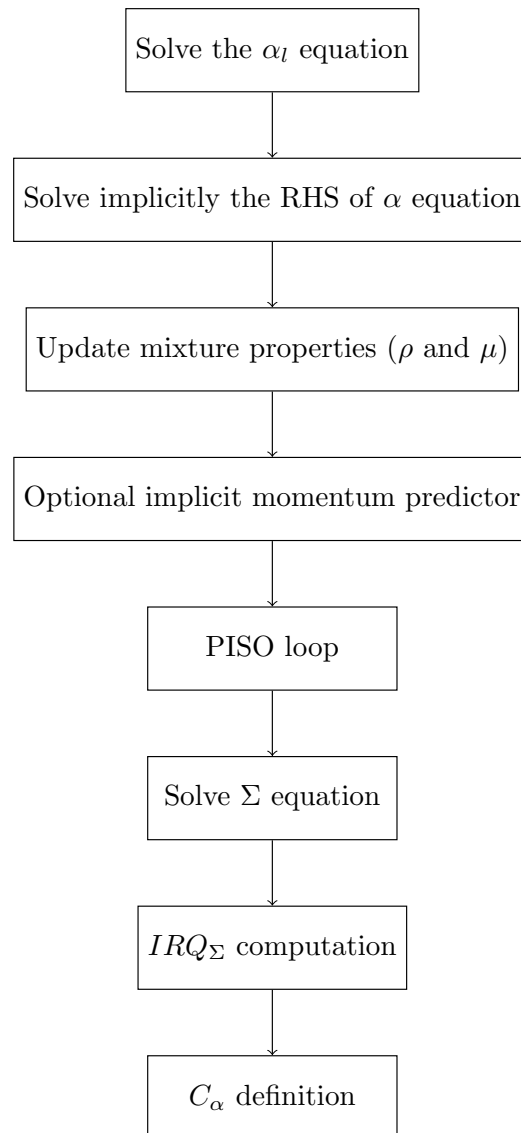 Solve the α_l equation
Solve implicitly the RHS of α equation
Update mixture properties (ρ and μ)
Optional implicit momentum predictor
PISO loop
Solve Σ equation
IRQ_Σ computation
C_α definition